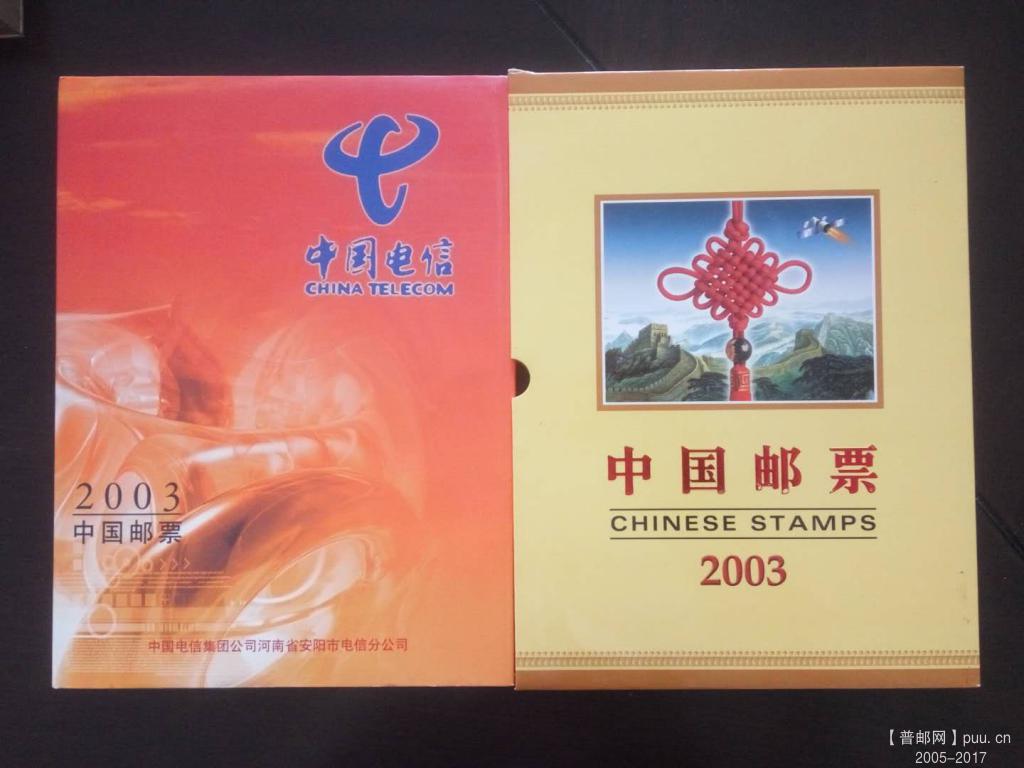 中国电信
CHINA TELECOM
2003
中国邮票
中国电信集团公司河南省安阳市电信分公司
中国邮票
CHINESE STAMPS
2003
【普邮网】puu.cn
2005-2017